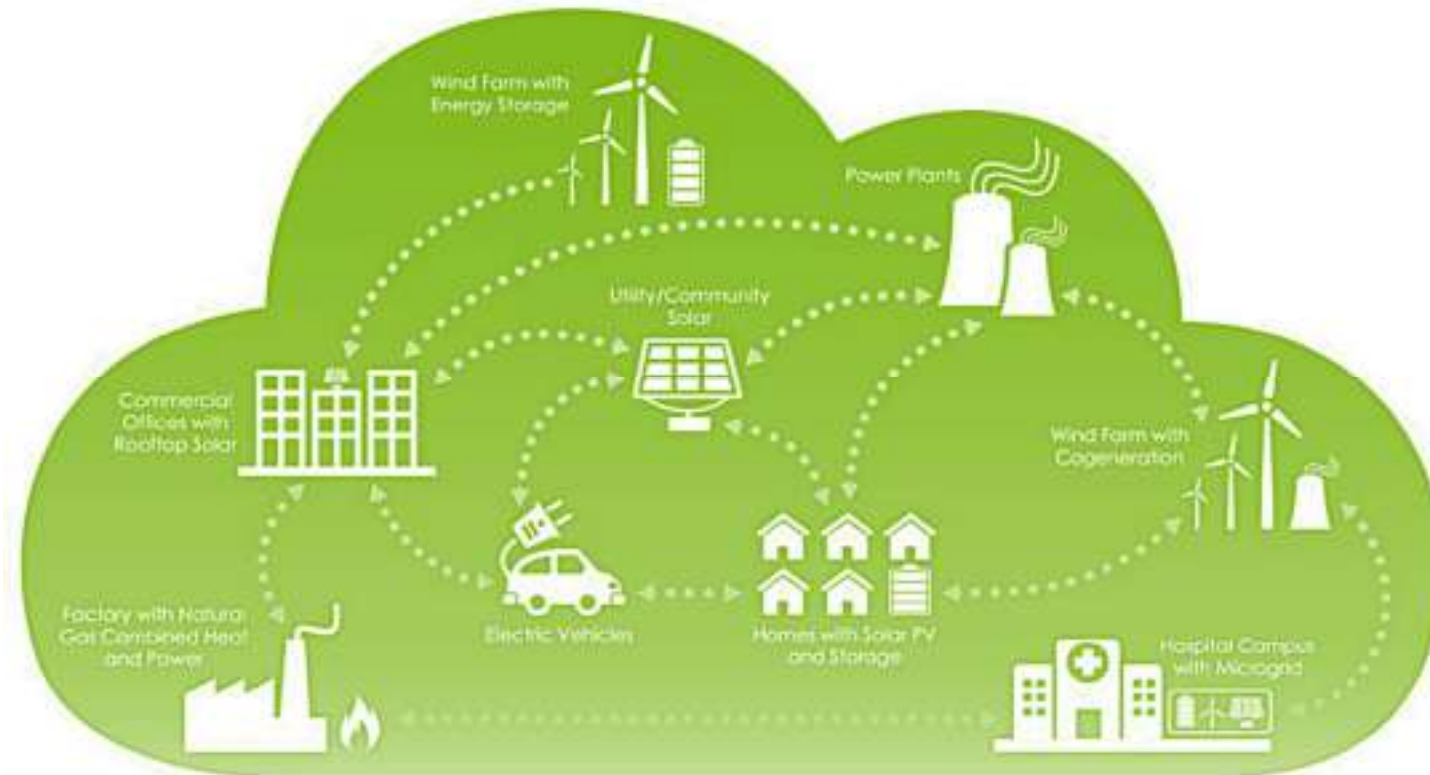 Wind Farm with
Energy Storage
Power Plants
Utility/Community
Solar
Commercial
Offices with
Rooftop Solar
Wind Farm with
Cogeneration
Factory with Natural
Gas Combined Heat
and Power
Electric Vehicles
Homes with Solar PV
and Storage
Hospital Campus
with Microgrid